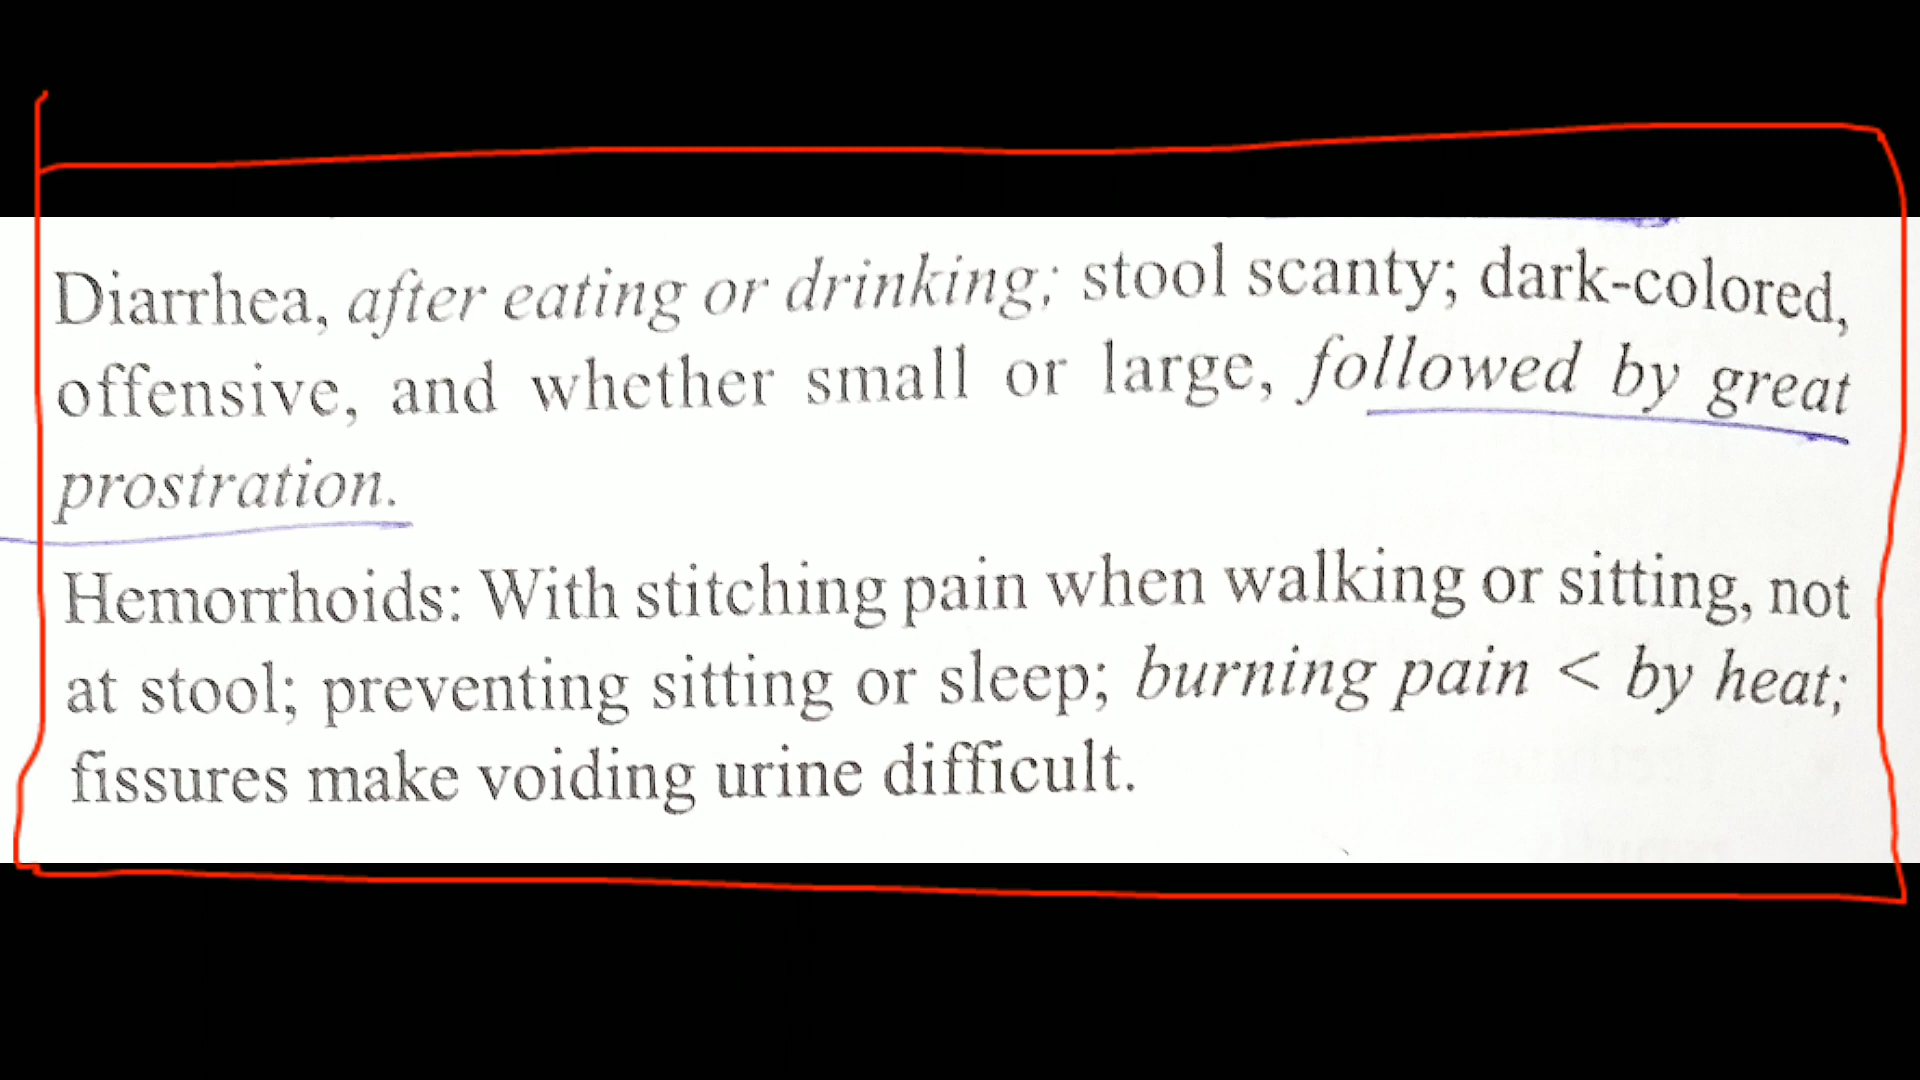 Diarrhea, after eating or drinking; stool scanty; dark-colored,
offensive, and whether small or large, followed by great
prostration.
Hemorrhoids: With stitching pain when walking or sitting, not
at stool; preventing sitting or sleep; burning pain < by heat;
fissures make voiding urine difficult.